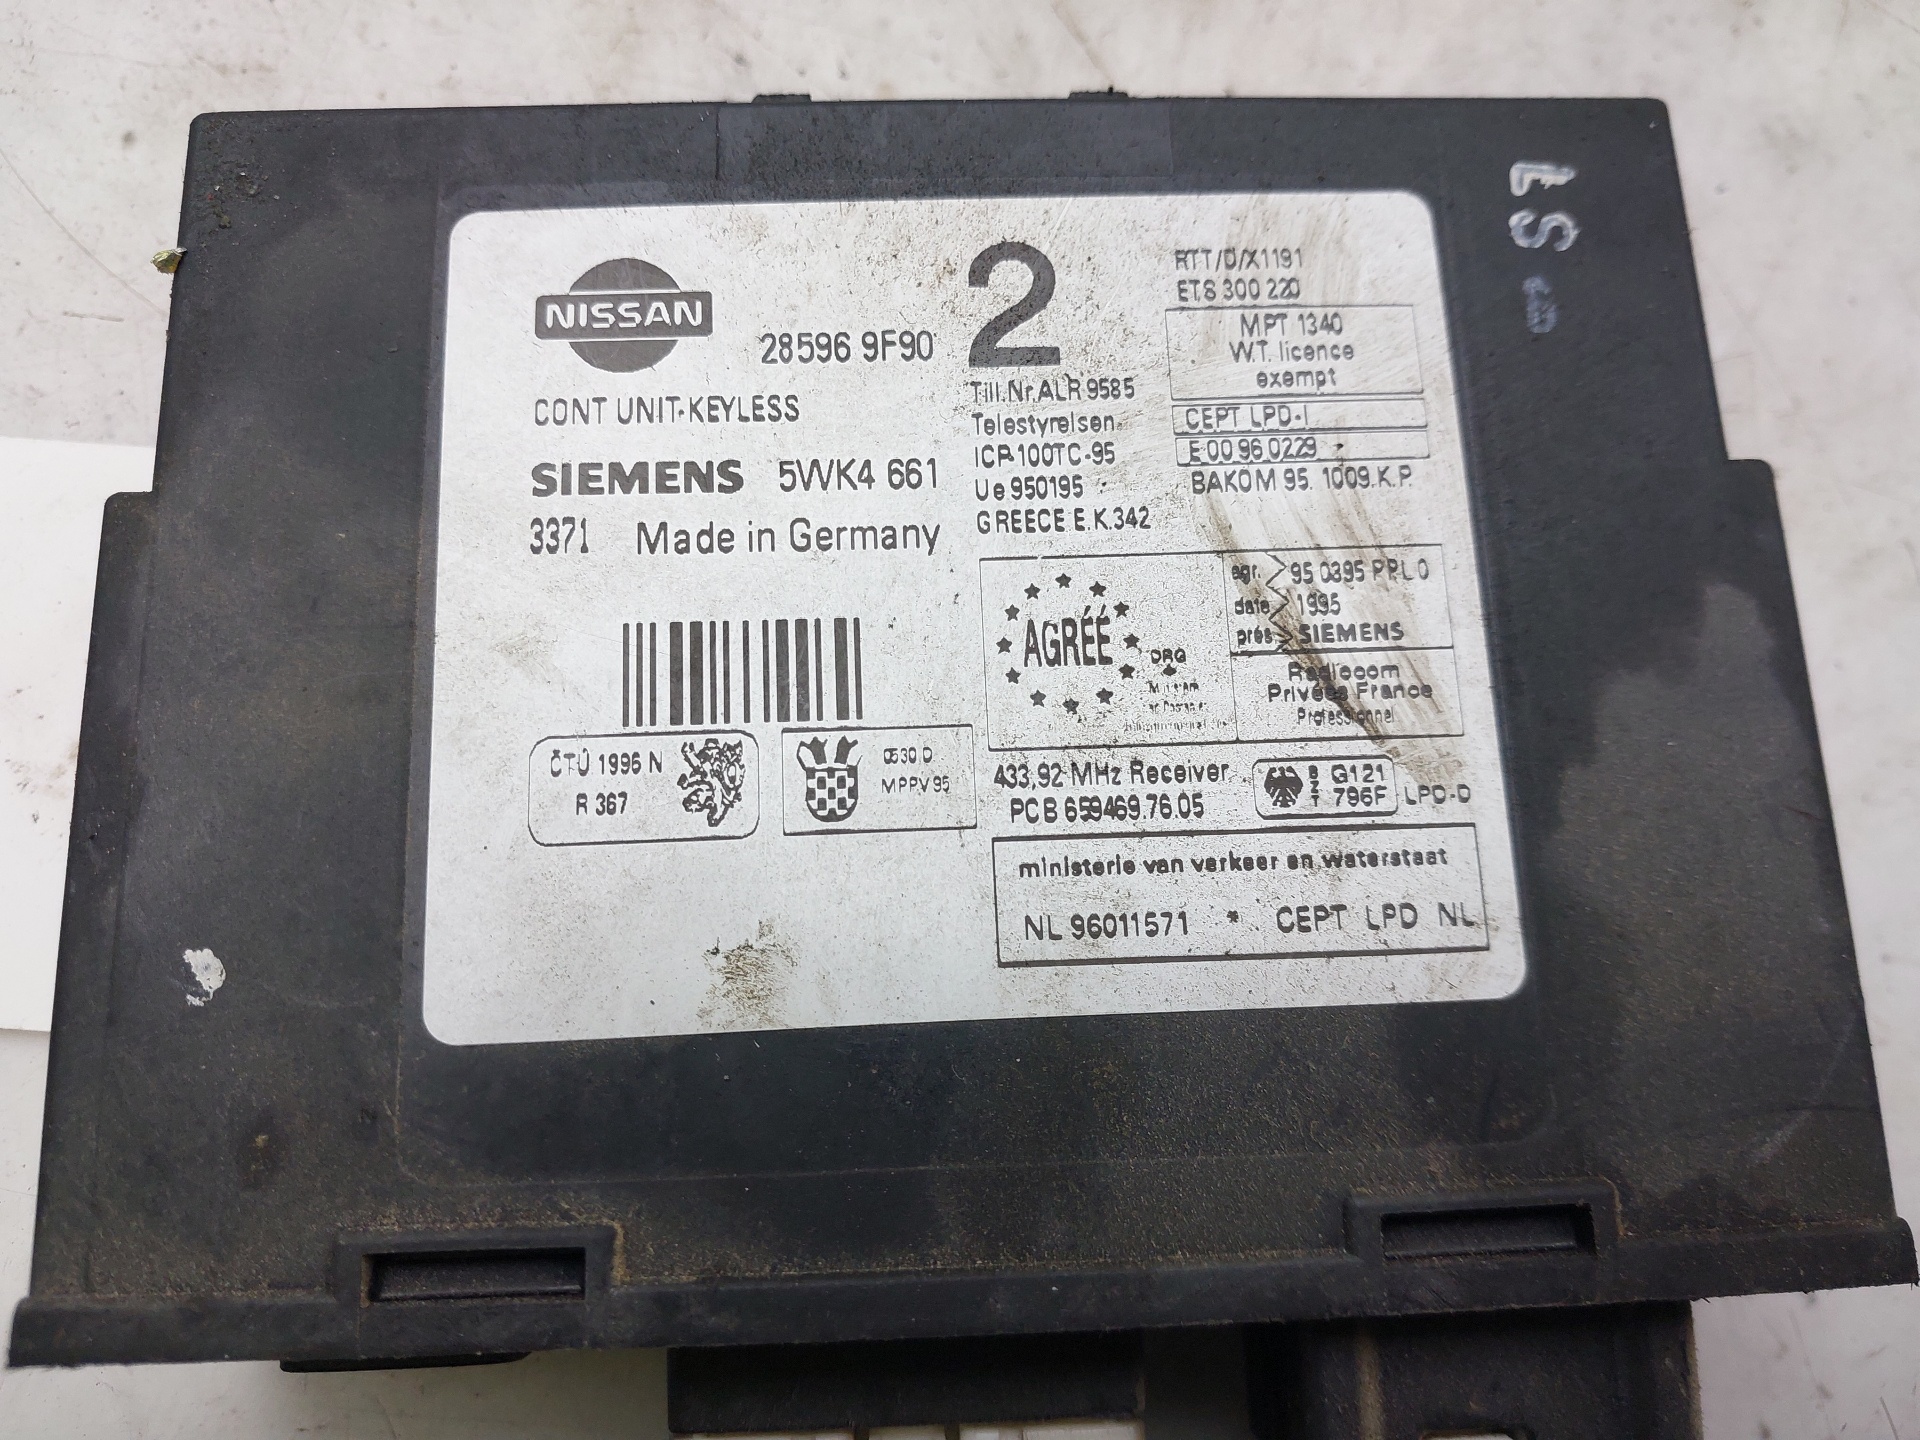 NISSAN
28596 9F90
2
CONT UNIT-KEYLESS
SIEMENS 5WK4 661
3371 Made in Germany
ČTÚ 1996 N
R 367
0530 D
MPPV 95
Till.Nr.ALR 9585
Telestyrelsen
ICP-100TC-95
Ue 950195
GREECE E.K.342
RTT/D/X1191
ETS 300 220
MPT 1340
W.T. licence
exempt
CEPT LPD-I
E 00 96 0229
BAKOM 95. 1009.K.P.
AGRÉÉ
DRG
agr. 95 0395 PPL 0
date 1995
prés. SIEMENS
Radiocom
Privées France
Professionnel
433,92 MHz Receiver
PCB 659469.76.05
BZT G121
796F LPD-D
ministerie van verkeer en waterstaat
NL 96011571 * CEPT LPD NL
LS